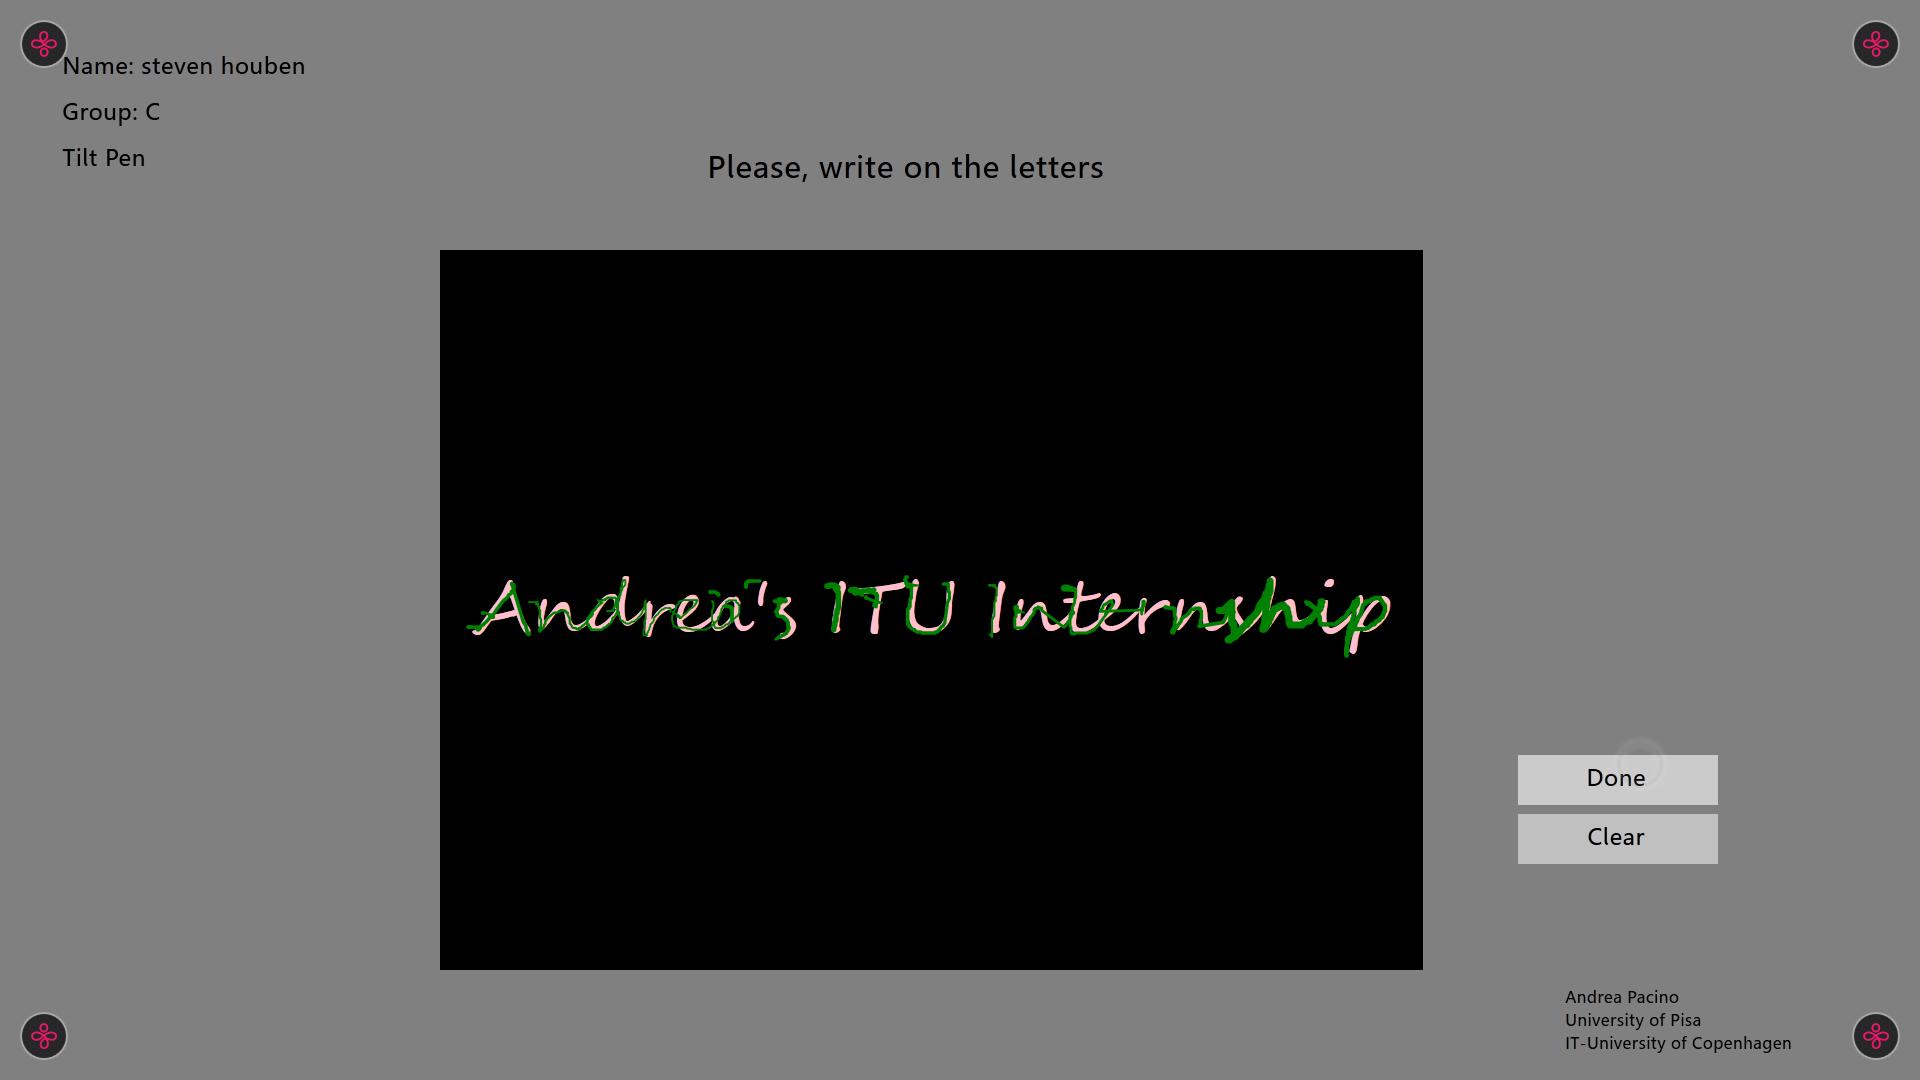 Name: steven houben
Group: C
Tilt Pen
Please, write on the letters
Andrea's ITU Internship
Done
Clear
Andrea Pacino
University of Pisa
IT-University of Copenhagen